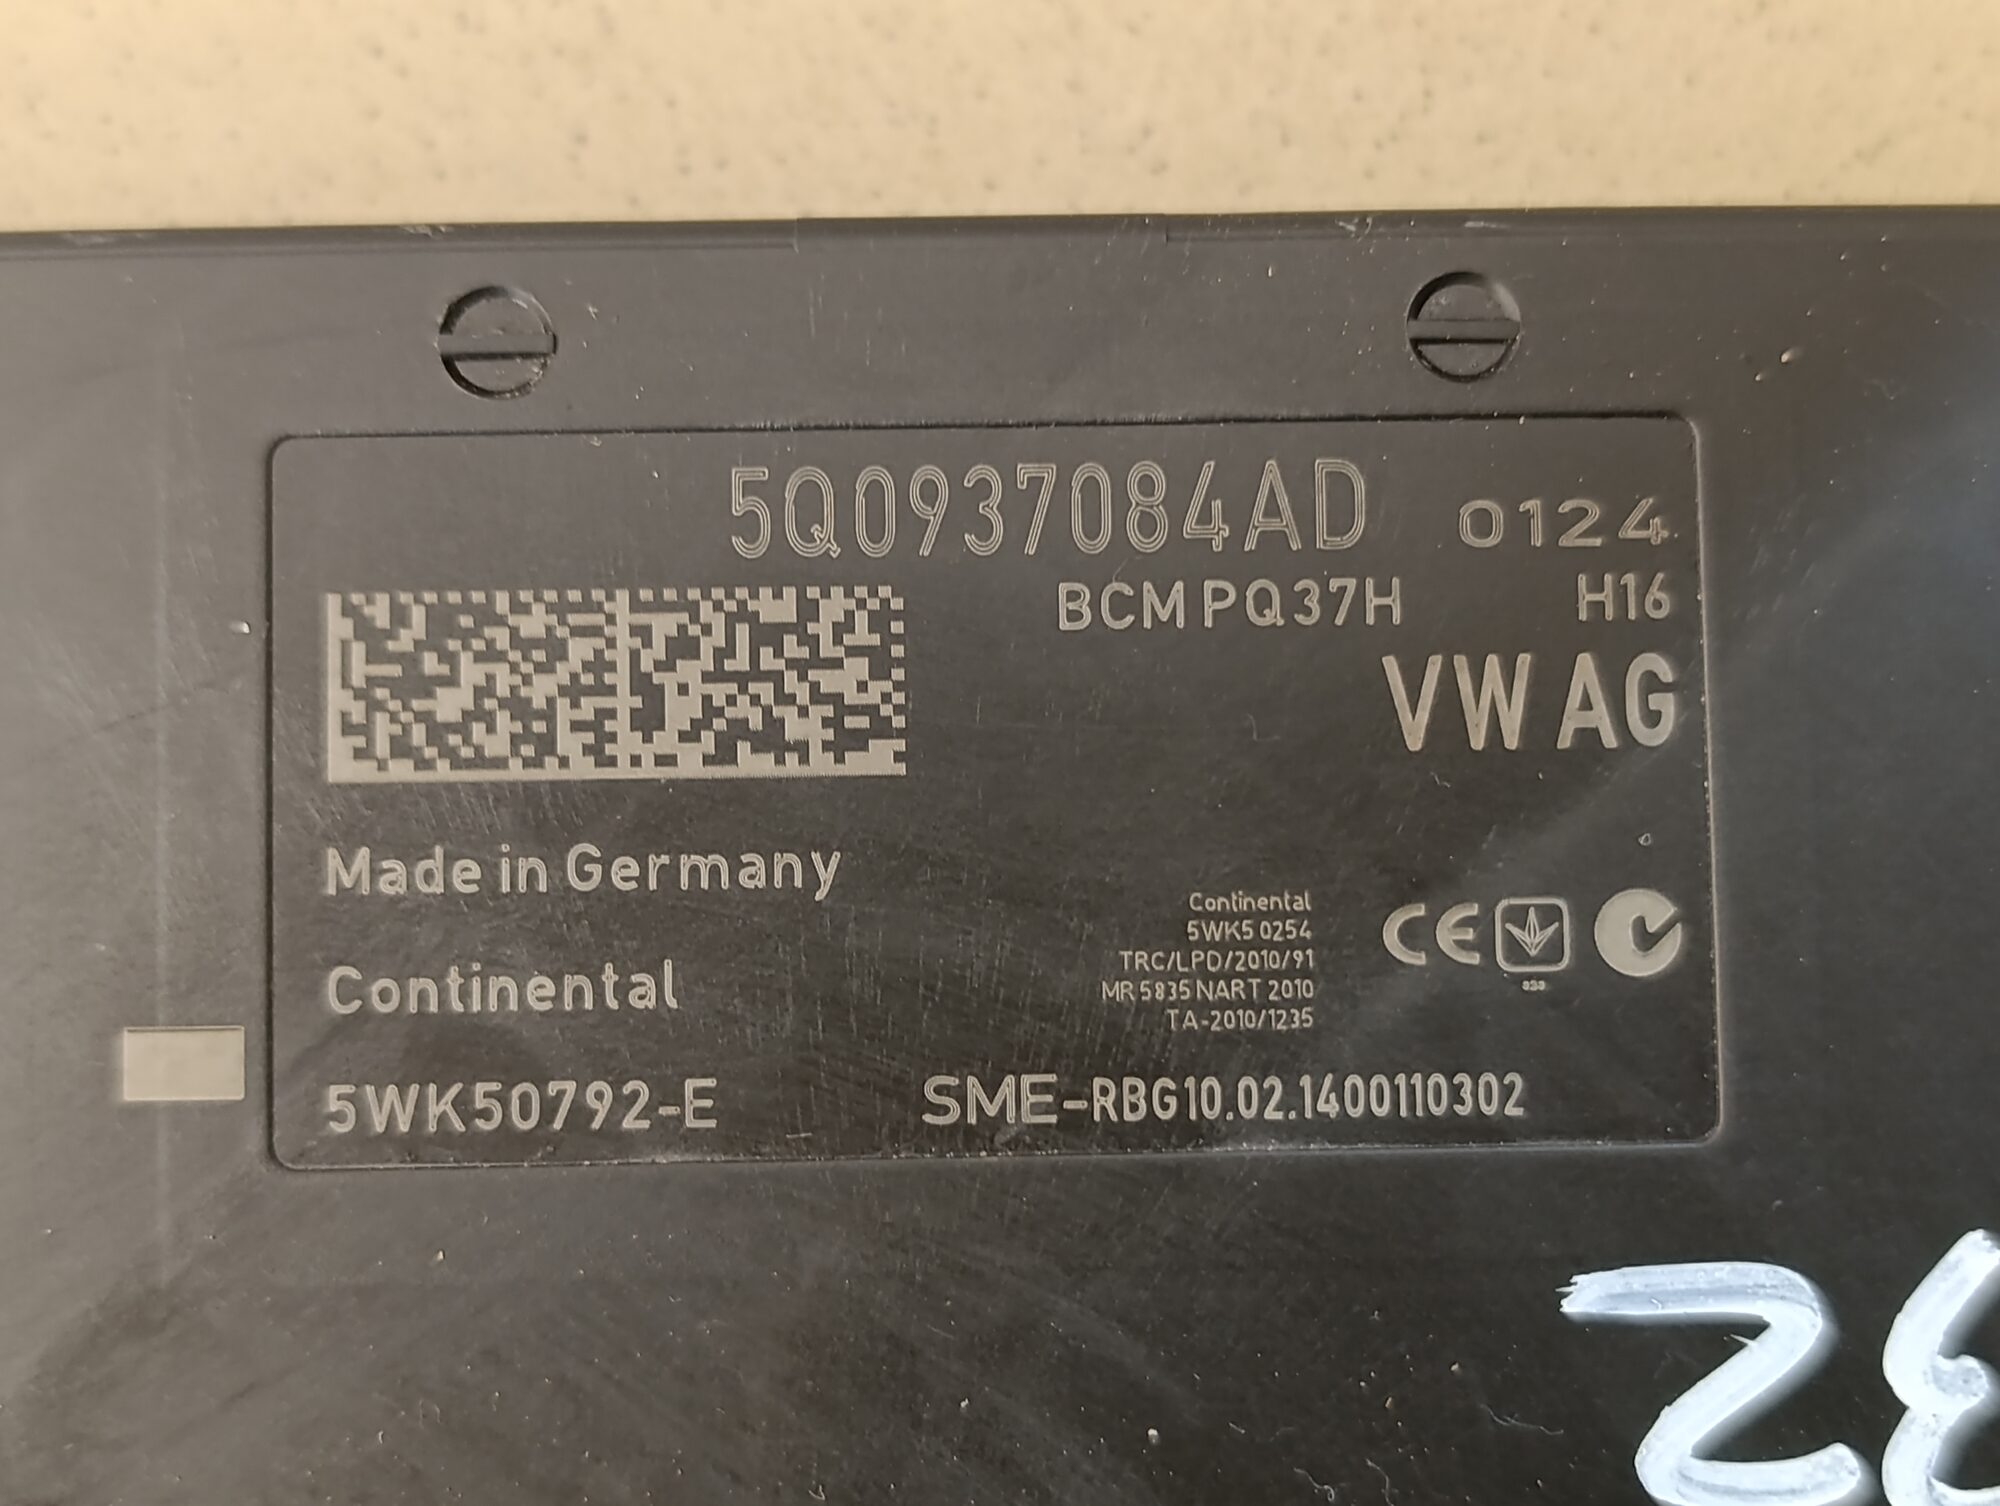 5Q0937084AD 0124
BCM PQ37H H16
VW AG
Made in Germany
Continental
5WK5 0254
TRC/LPD/2010/91
MR 5835 NART 2010
TA-2010/1235
CE
Continental
5WK50792-E SME-RBG10.02.1400110302